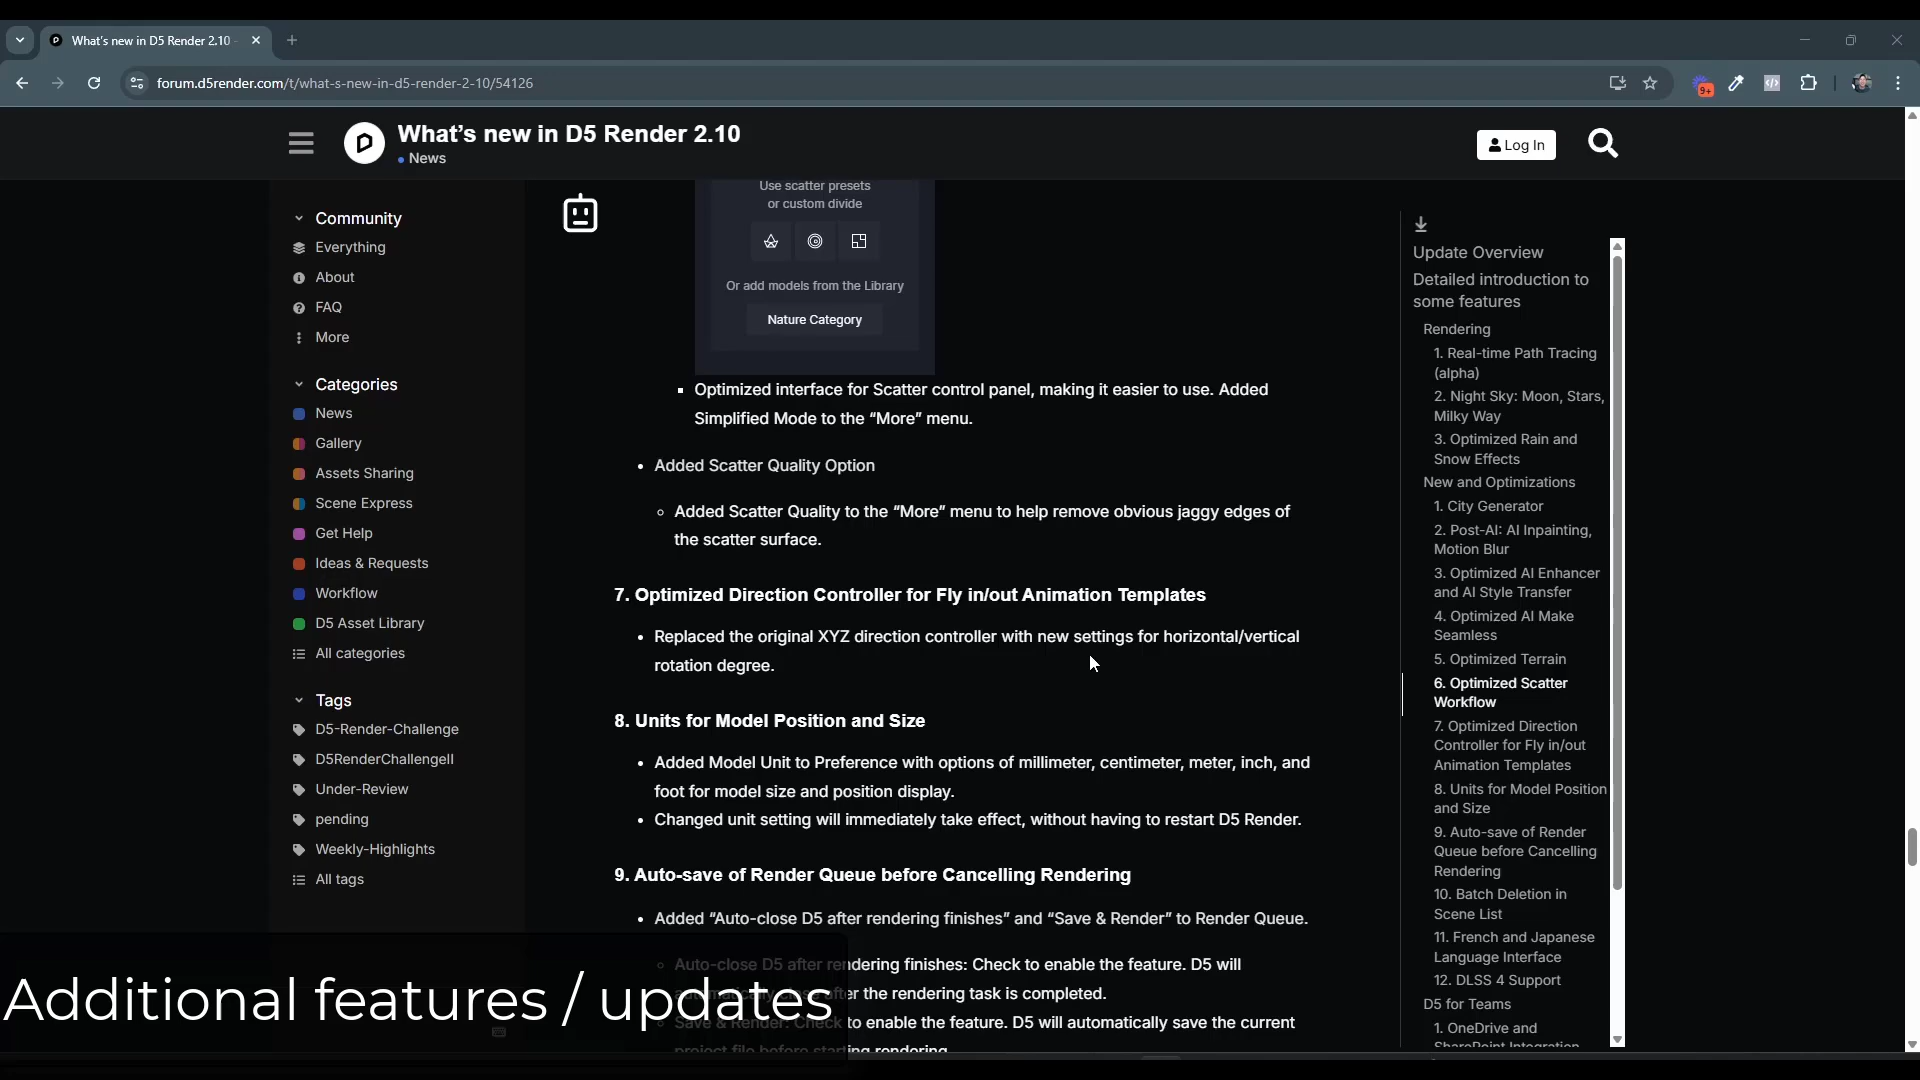 What's new in D5 Render 2.10
forum.d5render.com/t/what-s-new-in-d5-render-2-10/54126
9+
What's new in D5 Render 2.10
News
Log In
Community
Everything
About
FAQ
More
Categories
News
Gallery
Assets Sharing
Scene Express
Get Help
Ideas & Requests
Workflow
D5 Asset Library
All categories
Tags
D5-Render-Challenge
D5RenderChallengeII
Under-Review
pending
Weekly-Highlights
All tags
Use scatter presets
or custom divide
Or add models from the Library
Nature Category
Optimized interface for Scatter control panel, making it easier to use. Added
Simplified Mode to the “More” menu.
Added Scatter Quality Option
Added Scatter Quality to the “More” menu to help remove obvious jaggy edges of
the scatter surface.
7. Optimized Direction Controller for Fly in/out Animation Templates
Replaced the original XYZ direction controller with new settings for horizontal/vertical
rotation degree.
8. Units for Model Position and Size
Added Model Unit to Preference with options of millimeter, centimeter, meter, inch, and
foot for model size and position display.
Changed unit setting will immediately take effect, without having to restart D5 Render.
9. Auto-save of Render Queue before Cancelling Rendering
Added “Auto-close D5 after rendering finishes” and “Save & Render” to Render Queue.
Auto-close D5 after rendering finishes: Check to enable the feature. D5 will
automatically close after the rendering task is completed.
Save & Render: Check to enable the feature. D5 will automatically save the current
project file before starting rendering.
Update Overview
Detailed introduction to
some features
Rendering
1. Real-time Path Tracing
(alpha)
2. Night Sky: Moon, Stars,
Milky Way
3. Optimized Rain and
Snow Effects
New and Optimizations
1. City Generator
2. Post-AI: AI Inpainting,
Motion Blur
3. Optimized AI Enhancer
and AI Style Transfer
4. Optimized AI Make
Seamless
5. Optimized Terrain
6. Optimized Scatter
Workflow
7. Optimized Direction
Controller for Fly in/out
Animation Templates
8. Units for Model Position
and Size
9. Auto-save of Render
Queue before Cancelling
Rendering
10. Batch Deletion in
Scene List
11. French and Japanese
Language Interface
12. DLSS 4 Support
D5 for Teams
1. OneDrive and
SharePoint Integration
Additional features / updates